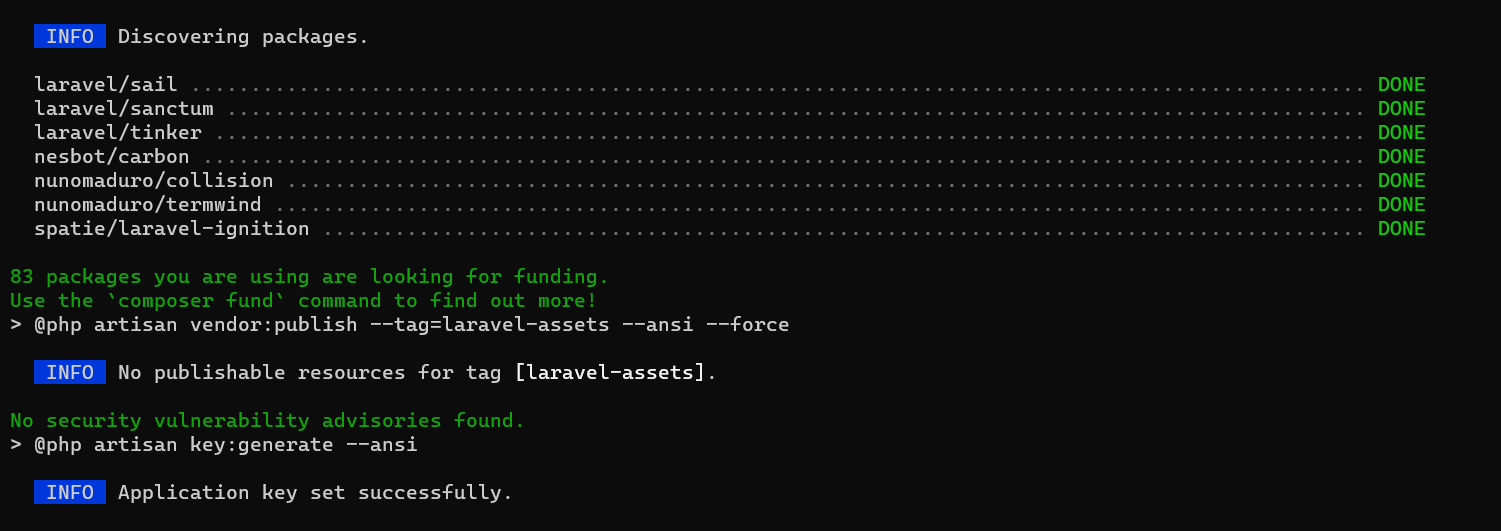 INFO Discovering packages.
laravel/sail .................................................................................................. DONE
laravel/sanctum ............................................................................................... DONE
laravel/tinker ................................................................................................ DONE
nesbot/carbon ................................................................................................. DONE
nunomaduro/collision .......................................................................................... DONE
nunomaduro/termwind ........................................................................................... DONE
spatie/laravel-ignition ....................................................................................... DONE
83 packages you are using are looking for funding.
Use the `composer fund` command to find out more!
> @php artisan vendor:publish --tag=laravel-assets --ansi --force
INFO No publishable resources for tag [laravel-assets].
No security vulnerability advisories found.
> @php artisan key:generate --ansi
INFO Application key set successfully.